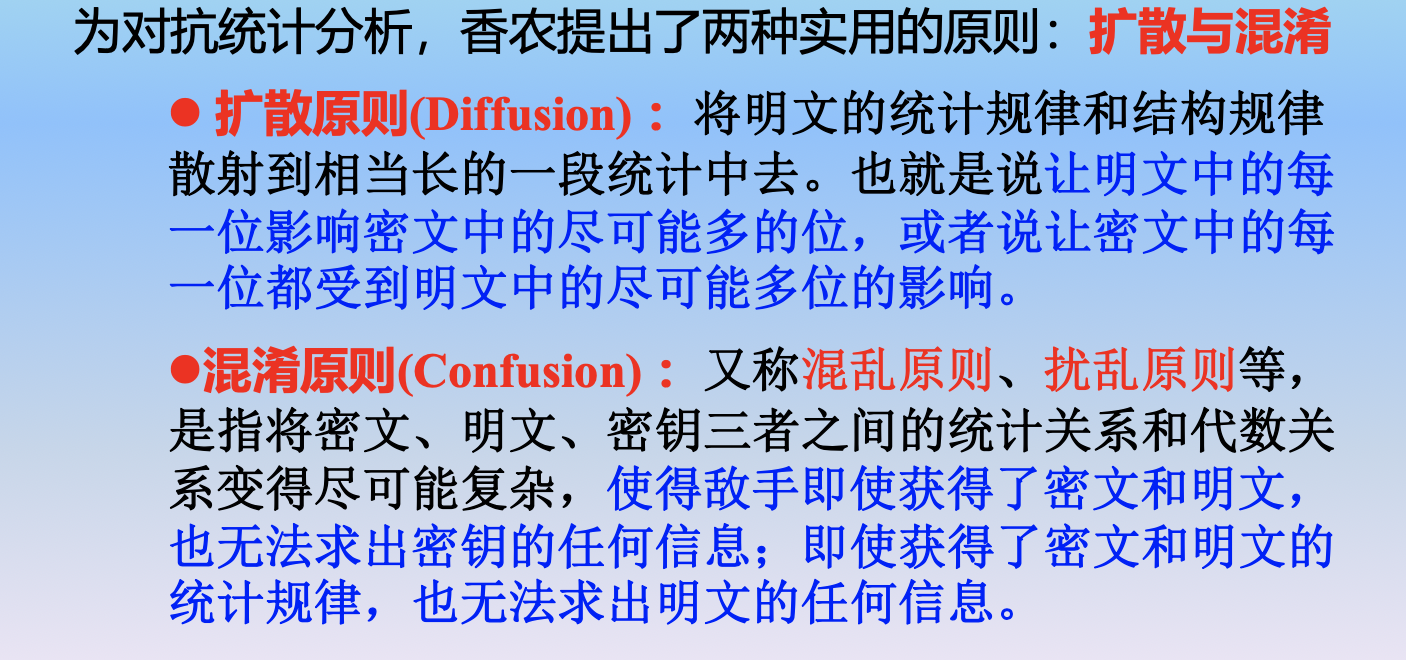 为对抗统计分析，香农提出了两种实用的原则：扩散与混淆
● 扩散原则(Diffusion)： 将明文的统计规律和结构规律
散射到相当长的一段统计中去。也就是说让明文中的每
一位影响密文中的尽可能多的位，或者说让密文中的每
一位都受到明文中的尽可能多位的影响。
●混淆原则(Confusion)： 又称混乱原则、扰乱原则等，
是指将密文、明文、密钥三者之间的统计关系和代数关
系变得尽可能复杂，使得敌手即使获得了密文和明文，
也无法求出密钥的任何信息；即使获得了密文和明文的
统计规律，也无法求出明文的任何信息。